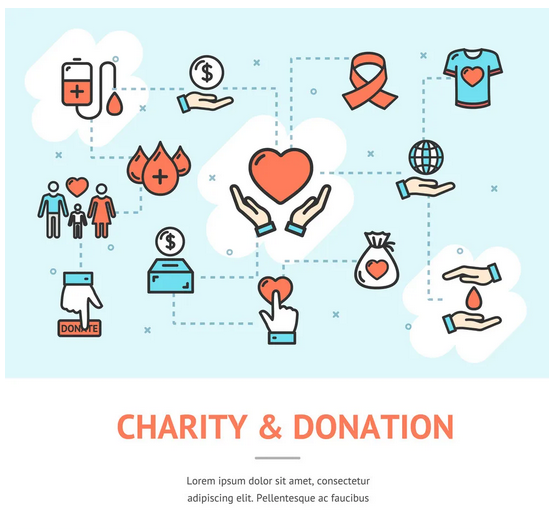 $
$
DONATE
CHARITY & DONATION
Lorem ipsum dolor sit amet, consectetur
adipiscing elit. Pellentesque ac faucibus